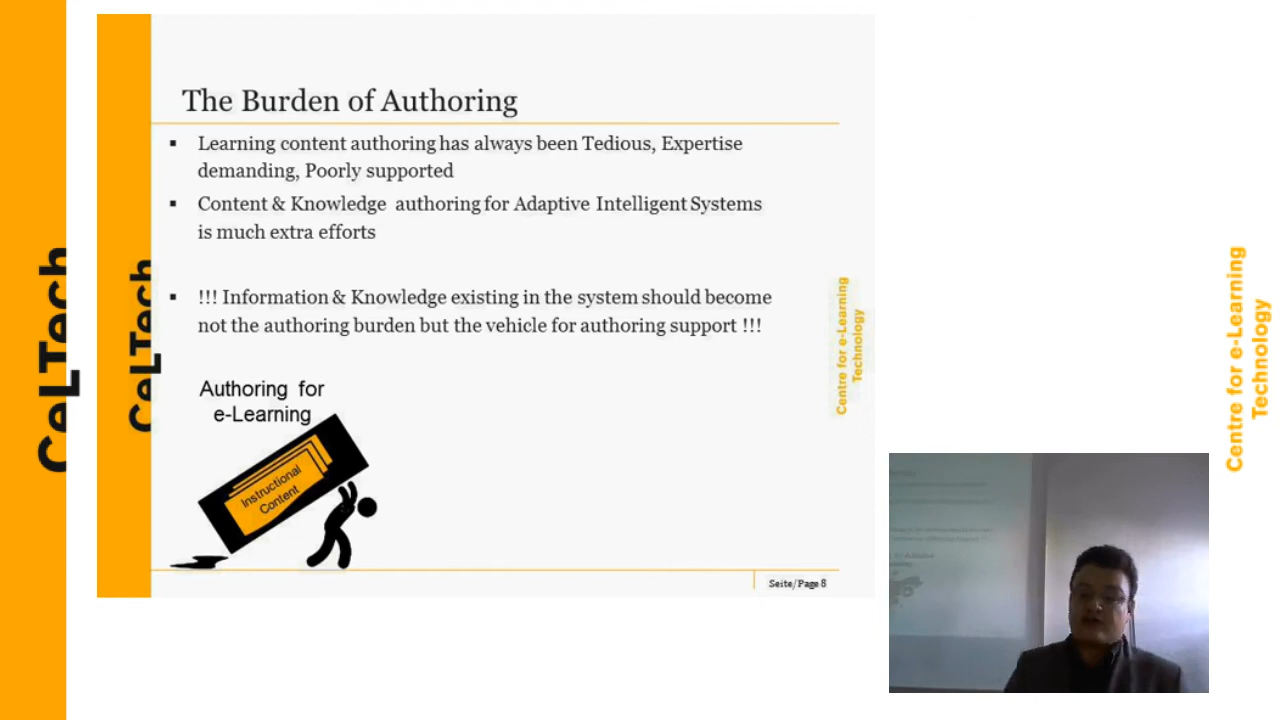 The Burden of Authoring
▪ Learning content authoring has always been Tedious, Expertise
demanding, Poorly supported
▪ Content & Knowledge authoring for Adaptive Intelligent Systems
is much extra efforts
▪ !!! Information & Knowledge existing in the system should become
not the authoring burden but the vehicle for authoring support !!!
Authoring for
e-Learning
Instructional
Content
Seite/Page 8
CeLTech
Centre for e-Learning
Technology
CeLTech
Centre for e-Learning
Technology